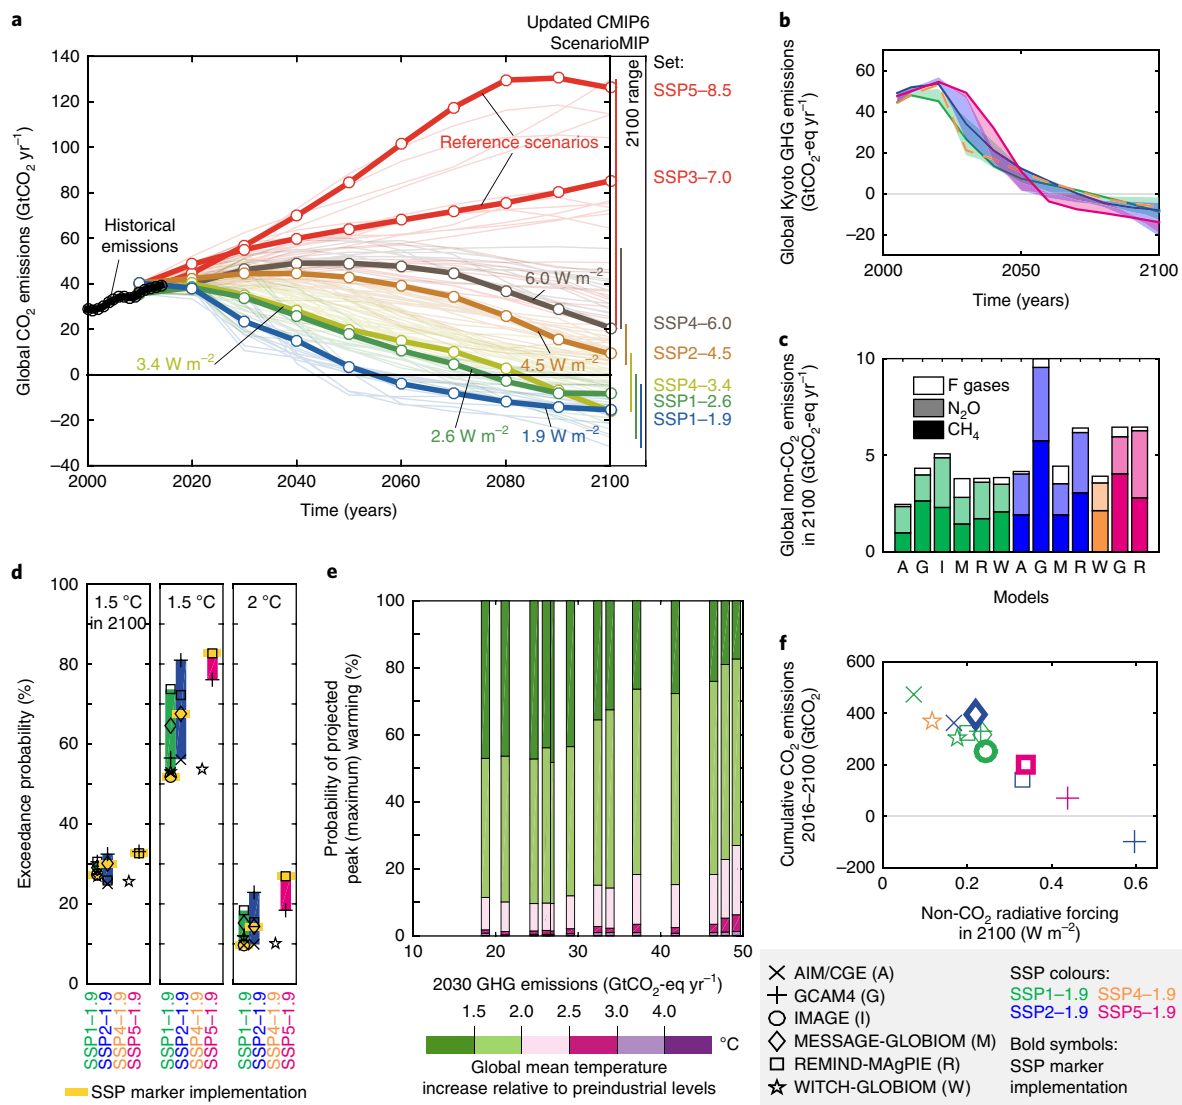 a
Updated CMIP6
ScenarioMIP
Set:
2100 range
Global CO2 emissions (GtCO2 yr−1)
140
120
100
80
60
40
20
0
−20
−40
2000
2020
2040
2060
2080
2100
Time (years)
Historical
emissions
Reference scenarios
6.0 W m−2
4.5 W m−2
3.4 W m−2
2.6 W m−2
1.9 W m−2
SSP5–8.5
SSP3–7.0
SSP4–6.0
SSP2–4.5
SSP4–3.4
SSP1–2.6
SSP1–1.9
b
Global Kyoto GHG emissions
(GtCO2-eq yr−1)
60
40
20
0
−20
2000
2050
2100
Time (years)
c
Global non-CO2 emissions
in 2100 (GtCO2-eq yr−1)
10
5
0
F gases
N2O
CH4
A G I M R W A G M R W G R
Models
d
Exceedance probability (%)
100
80
60
40
20
0
1.5 °C
in 2100
1.5 °C
2 °C
SSP1–1.9
SSP2–1.9
SSP4–1.9
SSP5–1.9
SSP1–1.9
SSP2–1.9
SSP4–1.9
SSP5–1.9
SSP1–1.9
SSP2–1.9
SSP4–1.9
SSP5–1.9
SSP marker implementation
e
Probability of projected
peak (maximum) warming (%)
100
80
60
40
20
0
10
20
30
40
50
2030 GHG emissions (GtCO2-eq yr−1)
1.5 2.0 2.5 3.0 4.0
°C
Global mean temperature
increase relative to preindustrial levels
f
Cumulative CO2 emissions
2016–2100 (GtCO2)
600
400
200
0
−200
0
0.2
0.4
0.6
Non-CO2 radiative forcing
in 2100 (W m−2)
AIM/CGE (A)
GCAM4 (G)
IMAGE (I)
MESSAGE-GLOBIOM (M)
REMIND-MAgPIE (R)
WITCH-GLOBIOM (W)
SSP colours:
SSP1–1.9 SSP4–1.9
SSP2–1.9 SSP5–1.9
Bold symbols:
SSP marker
implementation